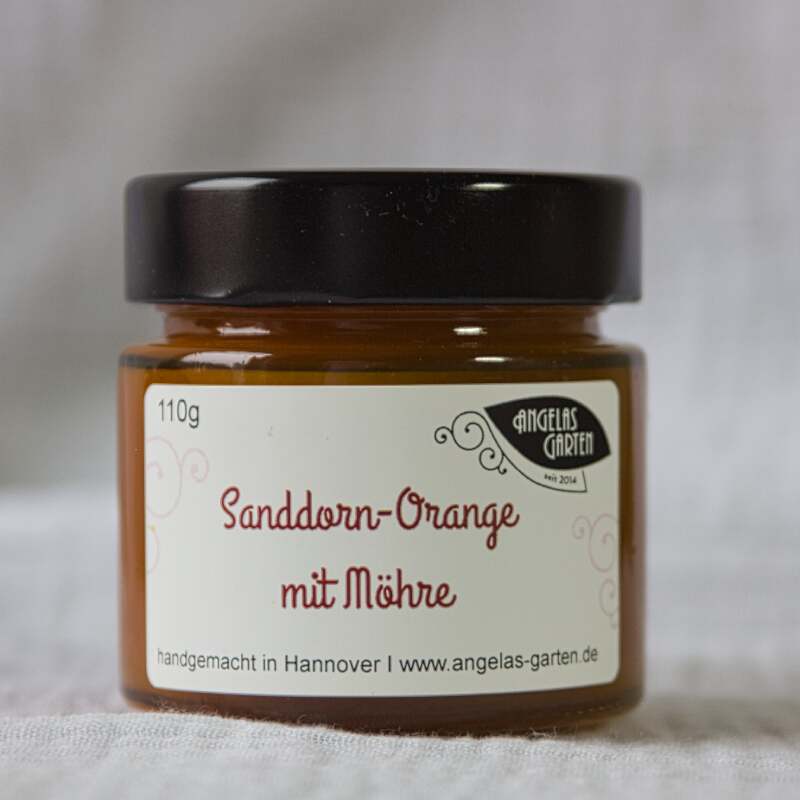 110g
ANGELAS
GARTEN
seit 2014
Sanddorn-Orange
mit Möhre
handgemacht in Hannover I www.angelas-garten.de